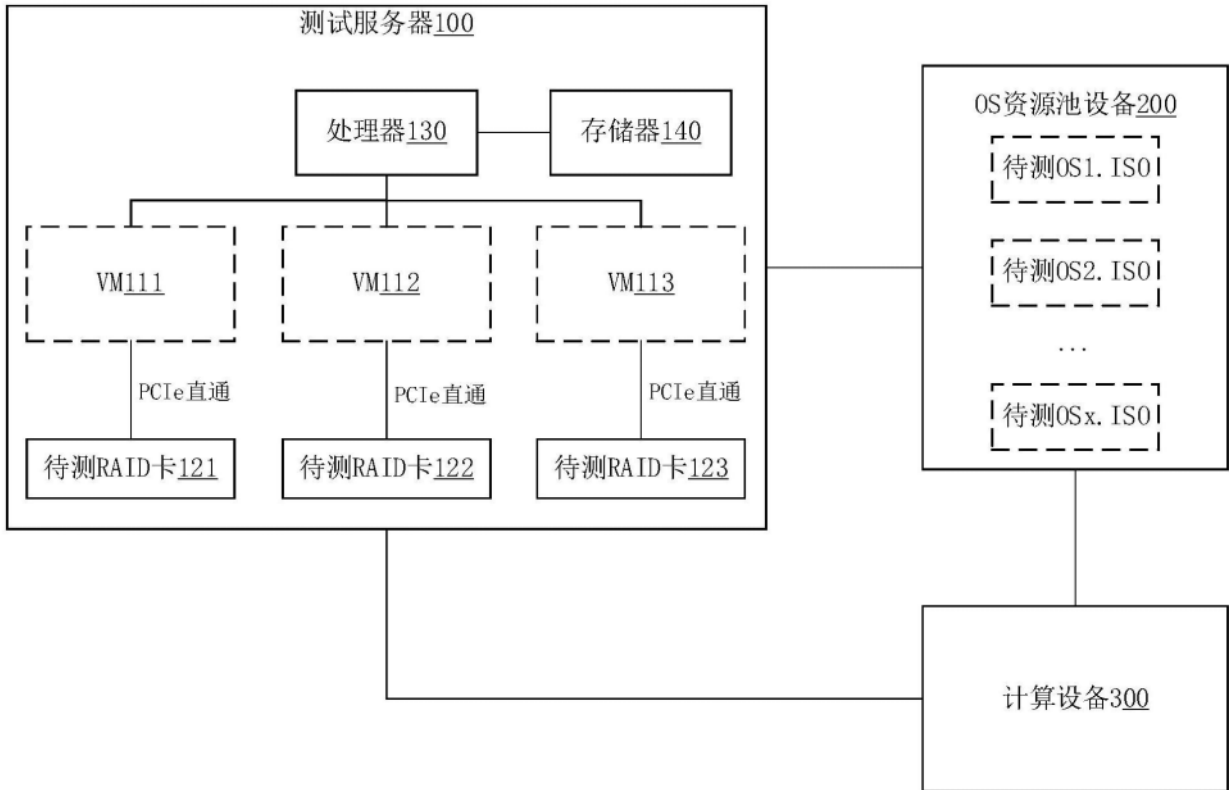 测试服务器100
处理器130
存储器140
VM111
VM112
VM113
PCIe直通
PCIe直通
PCIe直通
待测RAID卡121
待测RAID卡122
待测RAID卡123
OS资源池设备200
待测OS1.ISO
待测OS2.ISO
...
待测OSx.ISO
计算设备300